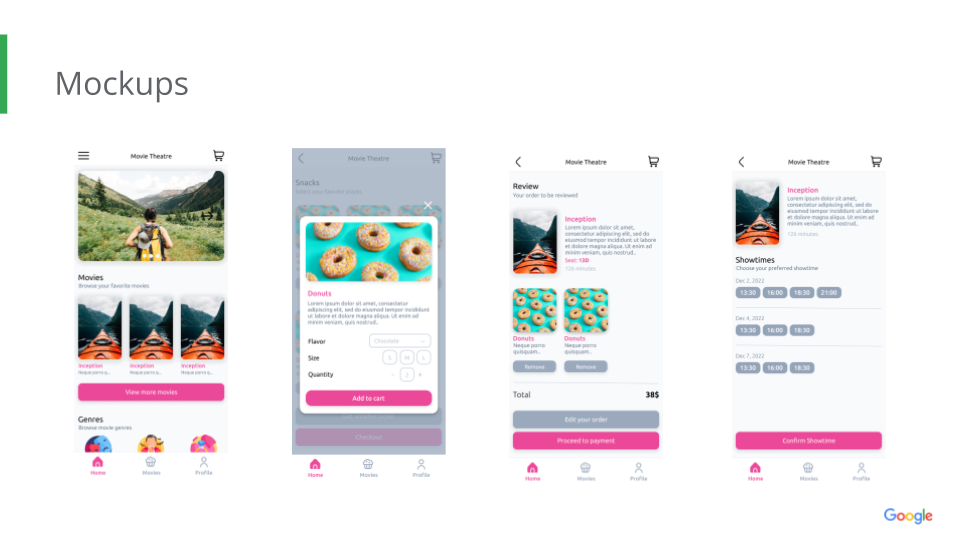 Mockups
Movie Theatre
Movies
Browse your favorite movies
Inception
Neque porro q...
Inception
Neque porro q...
Inception
Neque porro q...
View more movies
Genres
Browse movie genres
Home
Movies
Profile
Movie Theatre
Snacks
Donuts
Lorem ipsum dolor sit amet, consectetur
adipiscing elit, sed do eiusmod tempor incididunt
ut labore et dolore magna aliqua. Ut enim ad
minim veniam, quis nostrud..
Flavor
Chocolate
Size
S
M
L
Quantity
-
+
Add to cart
Checkout
Home
Movies
Profile
Movie Theatre
Review
Your order to be reviewed
Inception
Lorem ipsum dolor sit amet, consectetur
adipiscing elit, sed do
eiusmod tempor incididunt ut labore
et dolore magna aliqua. Ut enim ad
minim veniam, quis nostrud..
Seat: 13D
126 minutes
Donuts
Neque porro
quisquam..
Remove
Donuts
Neque porro
quisquam..
Remove
Total
38$
Edit your order
Proceed to payment
Home
Movies
Profile
Movie Theatre
Inception
Lorem ipsum dolor sit amet,
consectetur adipiscing elit, sed do
eiusmod tempor incididunt ut labore
et dolore magna aliqua. Ut enim ad
minim veniam, quis nostrud..
126 minutes
Showtimes
Choose your preferred showtime
Dec 2, 2022
13:30 16:00 18:30 21:00
Dec 4, 2022
13:30 16:00 18:30
Dec 7, 2022
13:30 16:00 18:30
Confirm Showtime
Home
Movies
Profile
Google